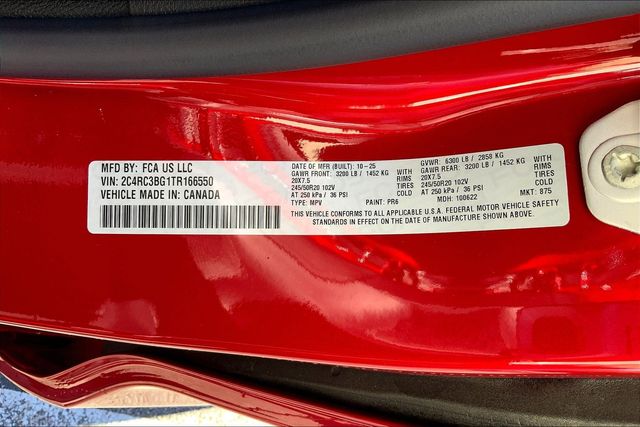 MFD BY: FCA US LLC
VIN: 2C4RC3BG1TR166550
VEHICLE MADE IN: CANADA
DATE OF MFR (BUILT): 10-25 GVWR: 6300 LB / 2858 KG
GAWR FRONT: 3200 LB / 1452 KG WITH GAWR REAR: 3200 LB / 1452 KG WITH
20X7.5 RIMS 20X7.5 RIMS
245/50R20 102V TIRES 245/50R20 102V TIRES
AT 250 kPa / 36 PSI COLD AT 250 kPa / 36 PSI COLD
TYPE: MPV PAINT: PR6 MDH: 100622 MKT: 875
THIS VEHICLE CONFORMS TO ALL APPLICABLE U.S.A. FEDERAL MOTOR VEHICLE SAFETY
STANDARDS IN EFFECT ON THE DATE OF MANUFACTURE SHOWN ABOVE.